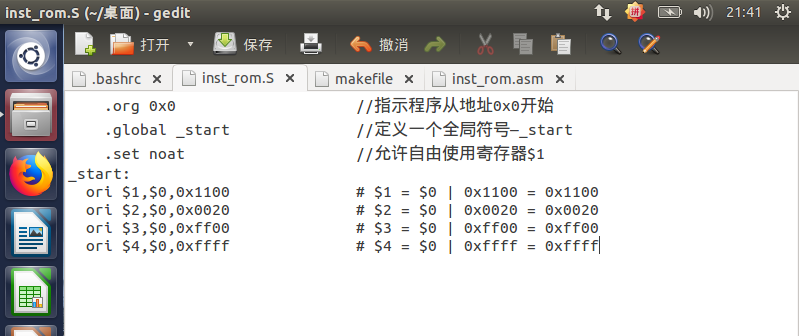 inst_rom.S (~/桌面) - gedit
拼
21:41
打开
保存
撤消
.bashrc
inst_rom.S
makefile
inst_rom.asm
.org 0x0 //指示程序从地址0x0开始
.global _start //定义一个全局符号—_start
.set noat //允许自由使用寄存器$1
_start:
ori $1,$0,0x1100 # $1 = $0 | 0x1100 = 0x1100
ori $2,$0,0x0020 # $2 = $0 | 0x0020 = 0x0020
ori $3,$0,0xff00 # $3 = $0 | 0xff00 = 0xff00
ori $4,$0,0xffff # $4 = $0 | 0xffff = 0xffff